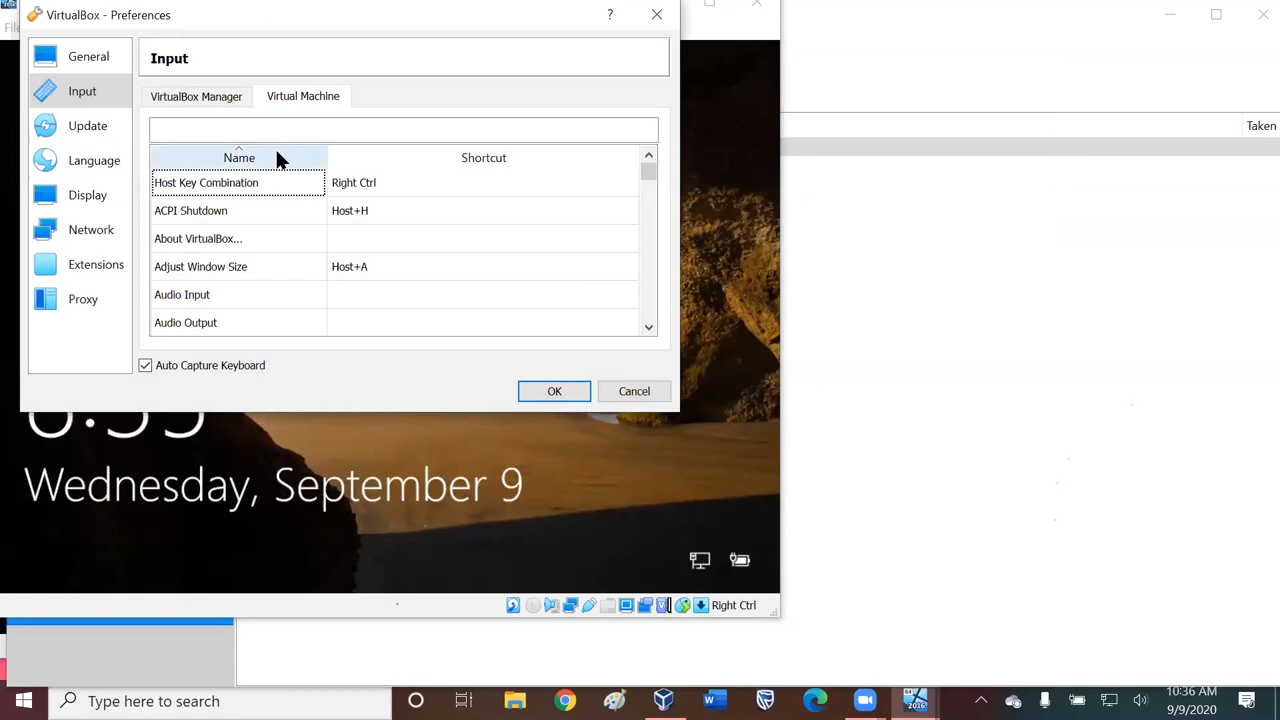 VirtualBox - Preferences
?
General
Input
Update
Language
Display
Network
Extensions
Proxy
Input
VirtualBox Manager
Virtual Machine
Name
Shortcut
Host Key Combination
Right Ctrl
ACPI Shutdown
Host+H
About VirtualBox...
Adjust Window Size
Host+A
Audio Input
Audio Output
Auto Capture Keyboard
OK
Cancel
Taken
Wednesday, September 9
Right Ctrl
Type here to search
64
2016
10:36 AM
9/9/2020